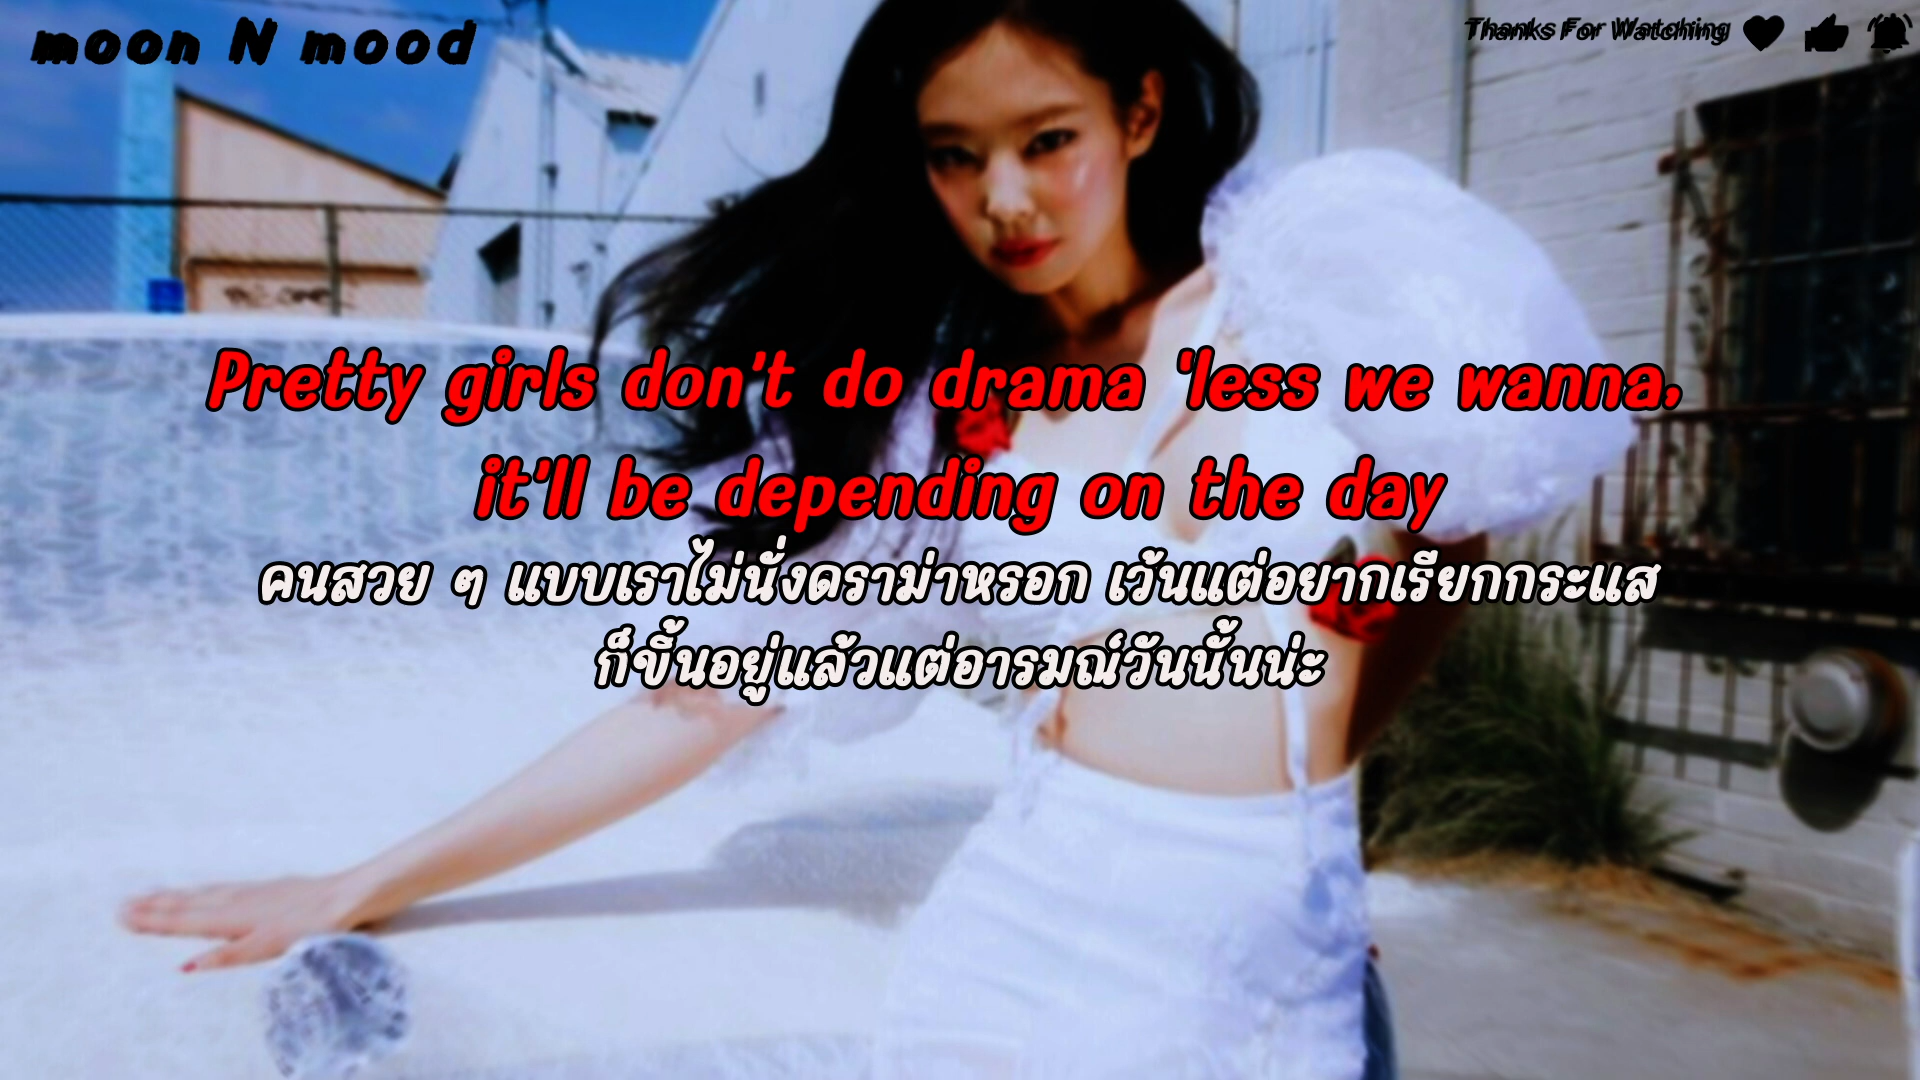 moon N mood
Thanks For Watching
Pretty girls don't do drama 'less we wanna,
it'll be depending on the day
คนสวย ๆ แบบเราไม่นั่งดราม่าหรอก เว้นแต่อยากเรียกกระแส
ก็ขึ้นอยู่แล้วแต่อารมณ์วันนั้นน่ะ